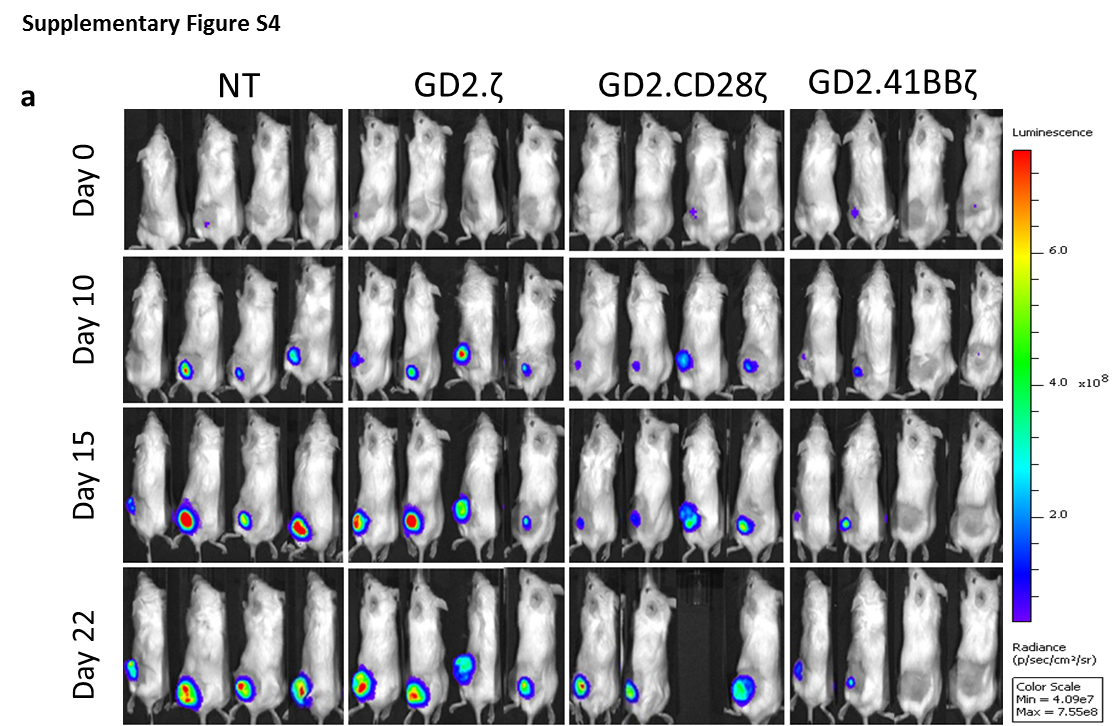 Supplementary Figure S4
a
NT GD2.ζ GD2.CD28ζ GD2.41BBζ
Day 0
Day 10
Day 15
Day 22
Luminescence
6.0
4.0 x10⁸
2.0
Radiance
(p/sec/cm²/sr)
Color Scale
Min = 4.09e7
Max = 7.55e8